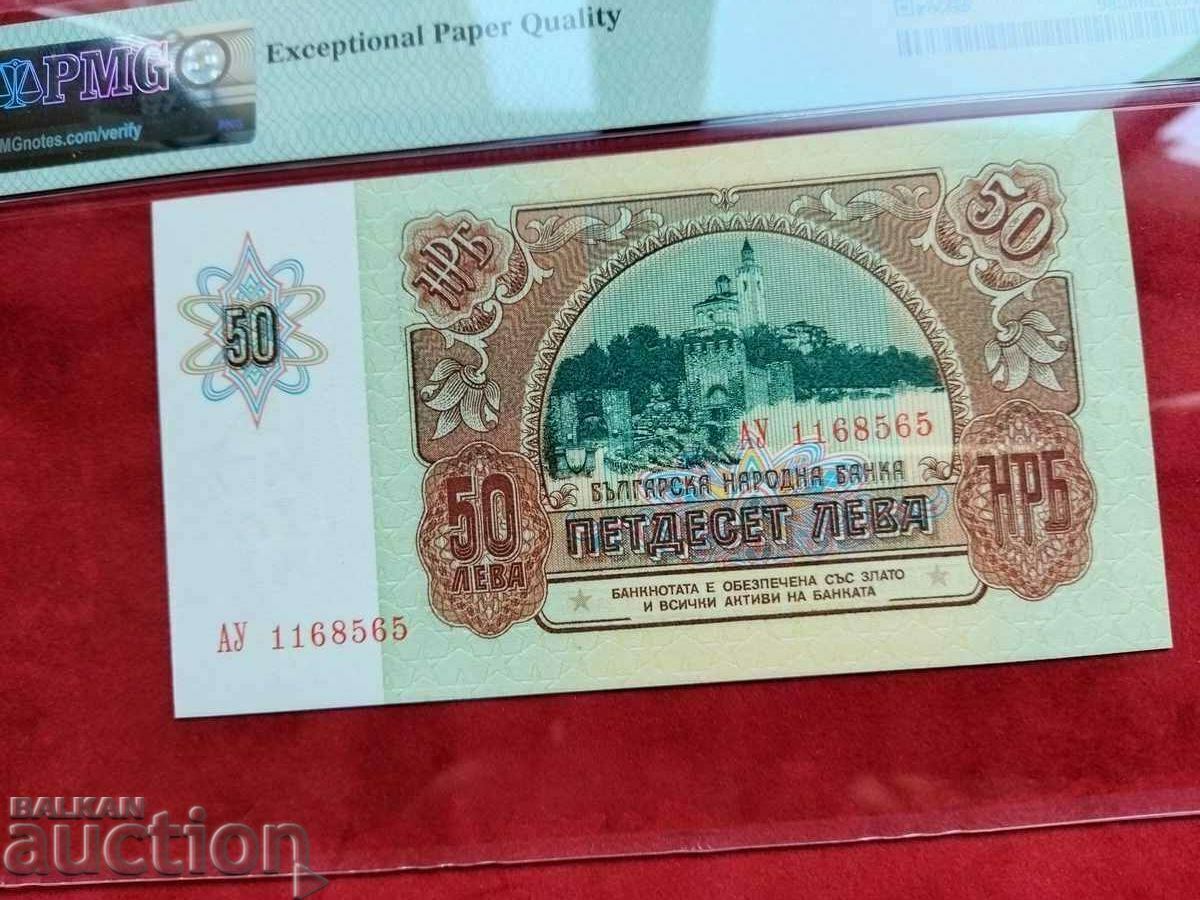 PMG
MGnotes.com/verify
Exceptional Paper Quality
НРБ
50
50
АУ 1168565
БЪЛГАРСКА НАРОДНА БАНКА
ПЕТДЕСЕТ ЛЕВА
50
ЛЕВА
НРБ
БАНКНОТАТА Е ОБЕЗПЕЧЕНА СЪС ЗЛАТО
И ВСИЧКИ АКТИВИ НА БАНКАТА
АУ 1168565
BALKAN
auction